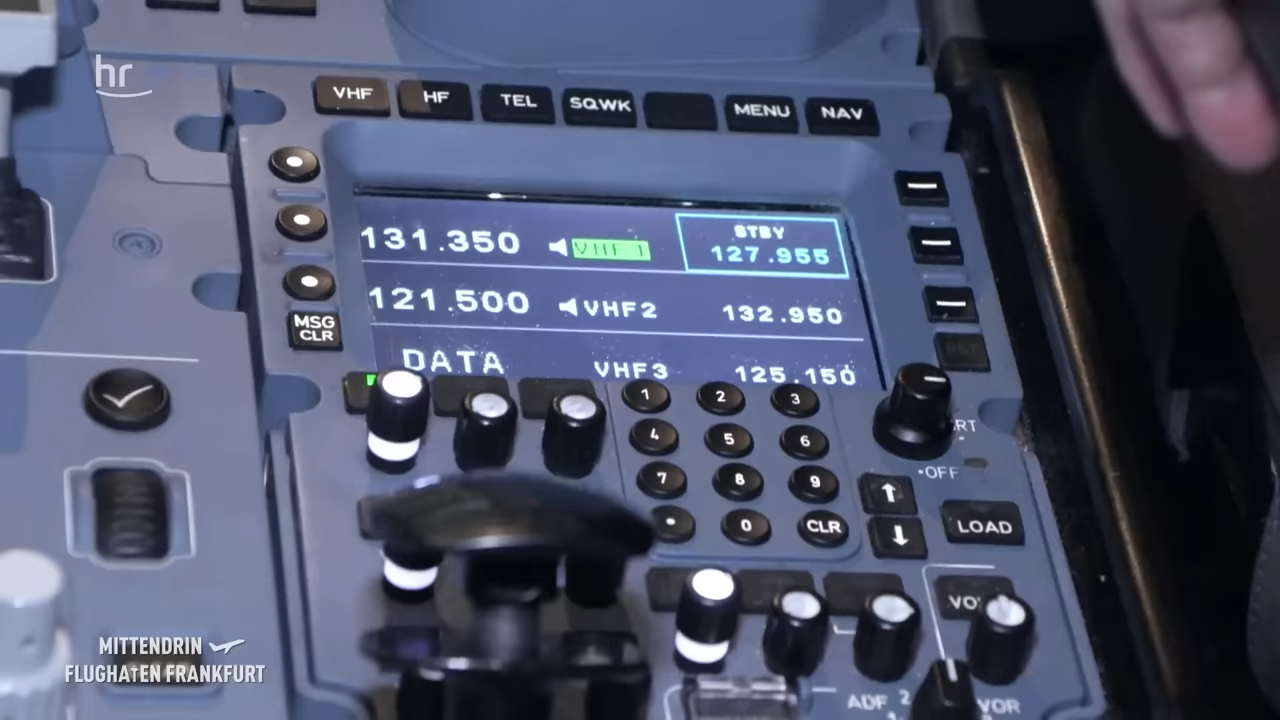 hr
VHF
HF
TEL
SQWK
MENU
NAV
131.350 VHF1 STBY
127.955
121.500 VHF2 132.950
DATA VHF3 125.150
MSG
CLR
RST
1 2 3
4 5 6
7 8 9
0 CLR
•OFF
LOAD
ADF 2
VOR
MITTENDRIN
FLUGHAFEN FRANKFURT